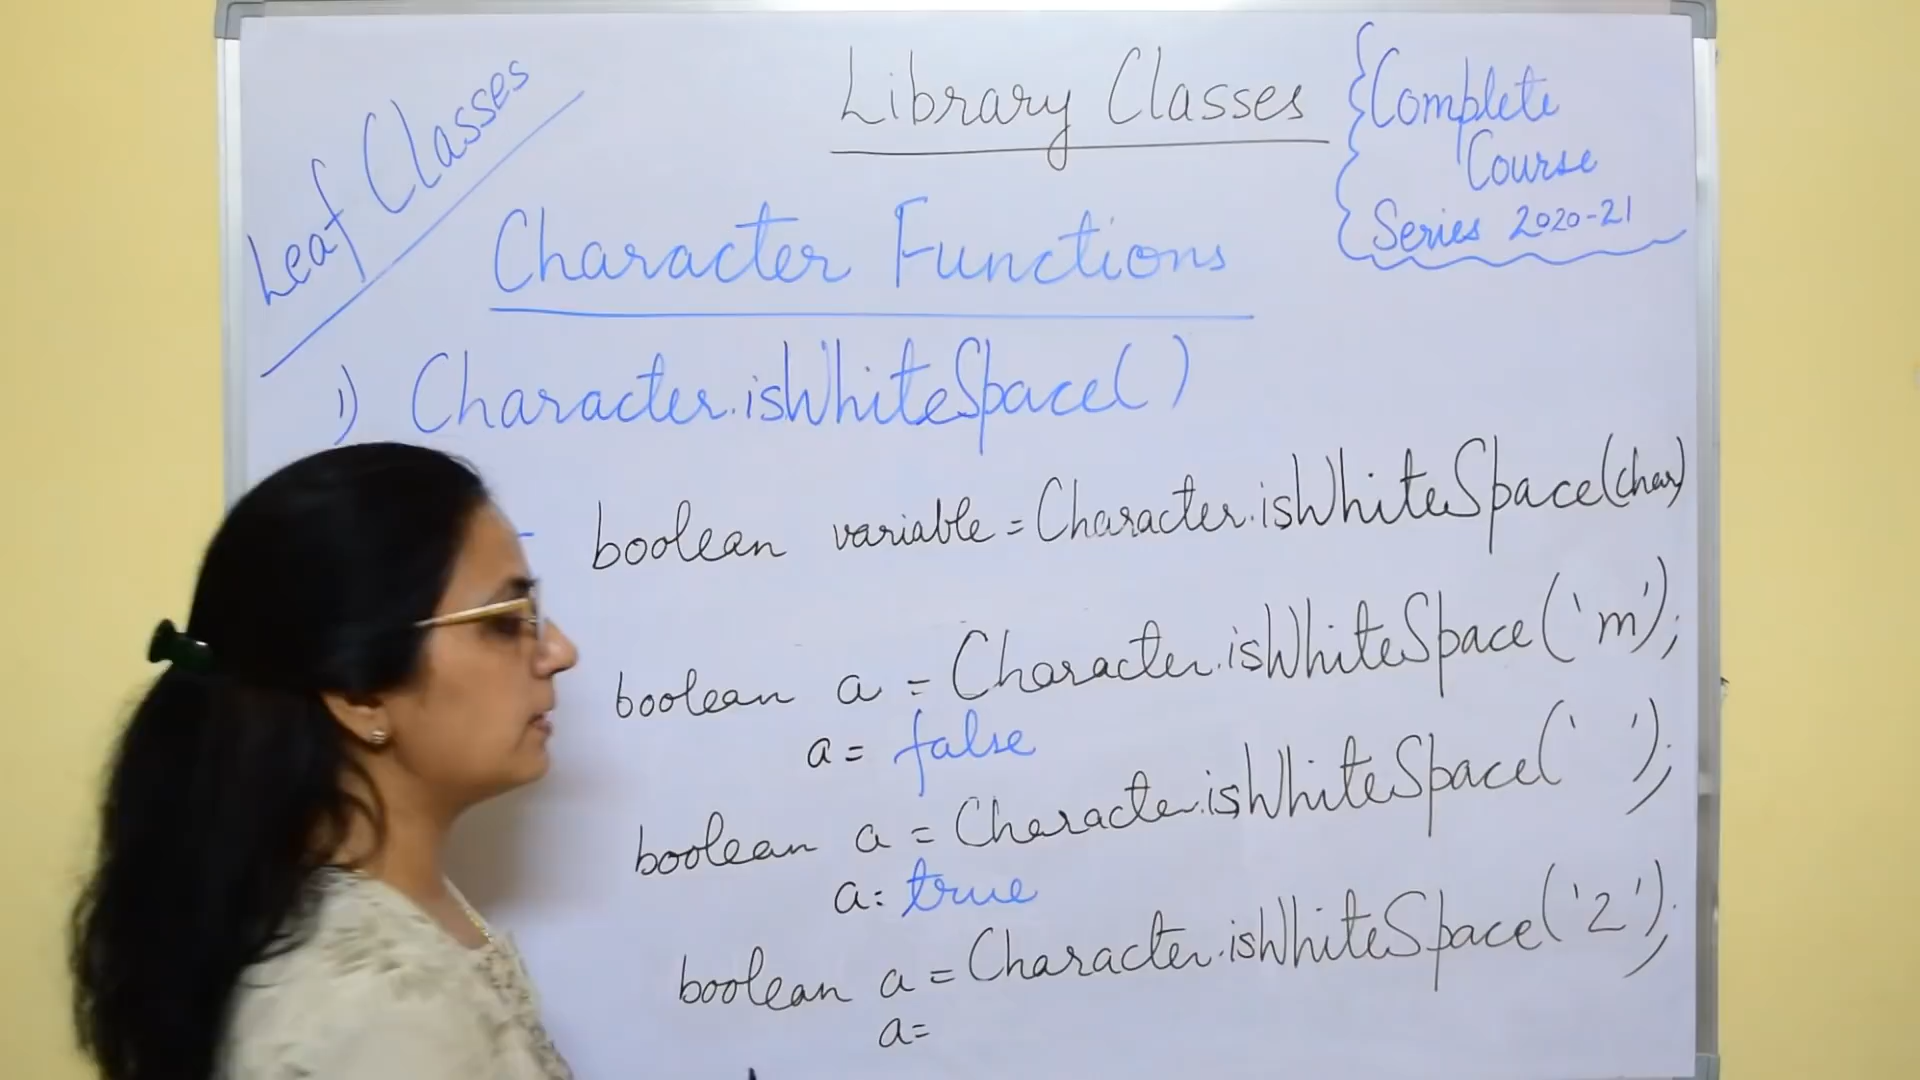 Leaf Classes
Library Classes
{Complete
Course
Series 2020-21
Character Functions
1) Character.isWhiteSpace()
boolean variable = Character.isWhiteSpace(char)
boolean a = Character.isWhiteSpace('m');
a = false
boolean a = Character.isWhiteSpace(' ');
a = true
boolean a = Character.isWhiteSpace('2');
a=